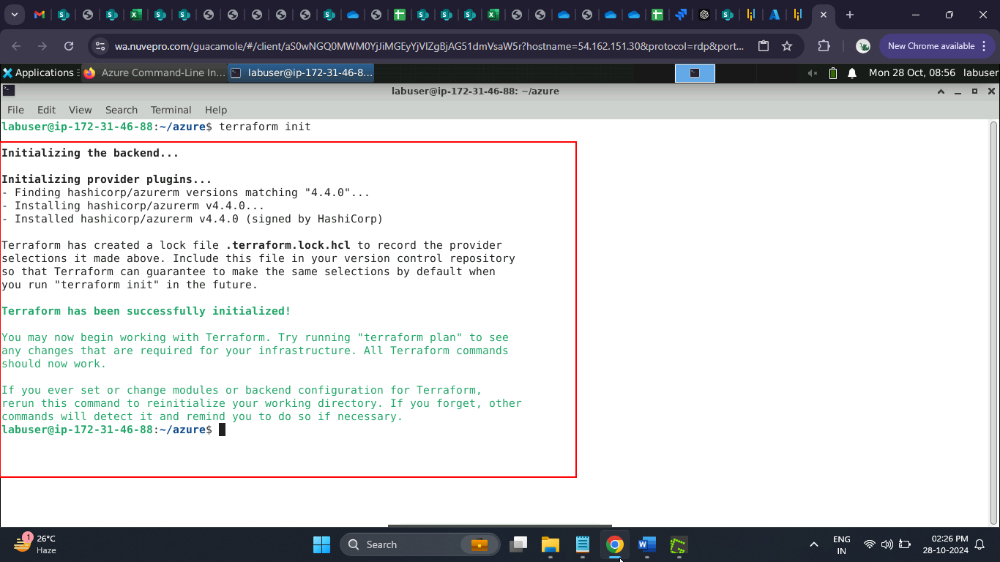 wa.nuvepro.com/guacamole/#/client/aS0wNGQ0MWM0YjJiMGEyYjVlZgBjAG51dmVsaW5r?hostname=54.162.151.30&protocol=rdp&port...
New Chrome available
Applications
Azure Command-Line In...
labuser@ip-172-31-46-8...
Mon 28 Oct, 08:56 labuser
labuser@ip-172-31-46-88: ~/azure
File Edit View Search Terminal Help
labuser@ip-172-31-46-88:~/azure$ terraform init
Initializing the backend...
Initializing provider plugins...
- Finding hashicorp/azurerm versions matching "4.4.0"...
- Installing hashicorp/azurerm v4.4.0...
- Installed hashicorp/azurerm v4.4.0 (signed by HashiCorp)
Terraform has created a lock file .terraform.lock.hcl to record the provider
selections it made above. Include this file in your version control repository
so that Terraform can guarantee to make the same selections by default when
you run "terraform init" in the future.
Terraform has been successfully initialized!
You may now begin working with Terraform. Try running "terraform plan" to see
any changes that are required for your infrastructure. All Terraform commands
should now work.
If you ever set or change modules or backend configuration for Terraform,
rerun this command to reinitialize your working directory. If you forget, other
commands will detect it and remind you to do so if necessary.
labuser@ip-172-31-46-88:~/azure$
1
26°C
Haze
Search
ENG
IN
02:26 PM
28-10-2024